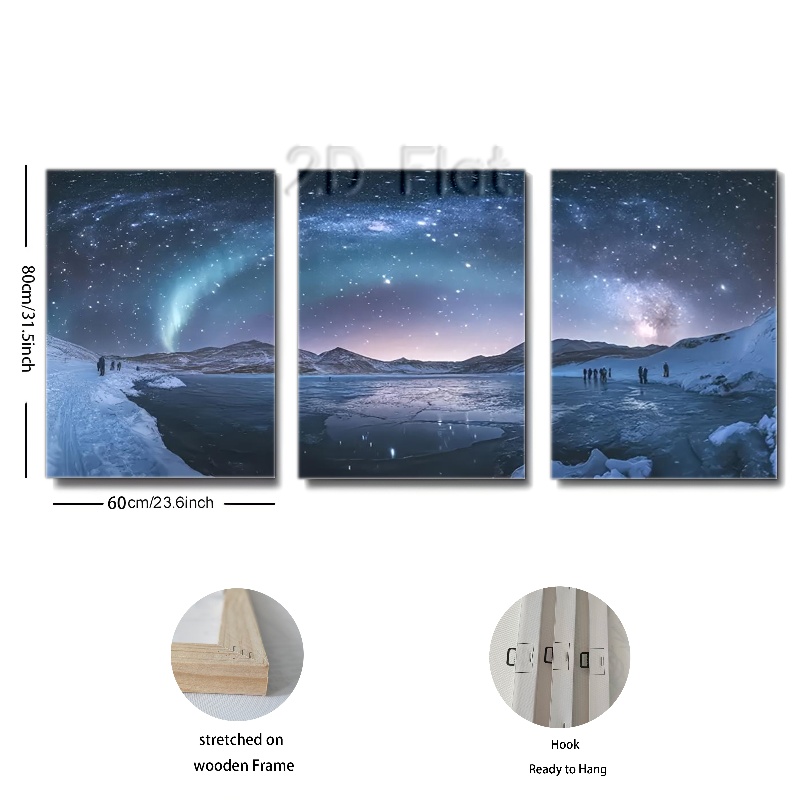 2D Flat
80cm/31.5inch
60cm/23.6inch
stretched on
wooden Frame
Hook
Ready to Hang